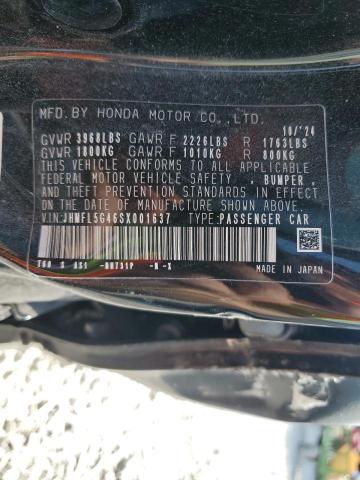 MFD.BY HONDA MOTOR CO.,LTD.
10/'24
GVWR 3968LBS GAWR F 2226LBS R 1763LBS
GVWR 1800KG GAWR F 1010KG R 800KG
THIS VEHICLE CONFORMS TO ALL APPLICABLE
FEDERAL MOTOR VEHICLE SAFETY, BUMPER,
AND THEFT PREVENTION STANDARDS IN EFFECT
ON THE DATE OF MANUFACTURE SHOWN ABOVE.
V.I.N:JHMFL5G46SX001637 TYPE:PASSENGER CAR
MADE IN JAPAN